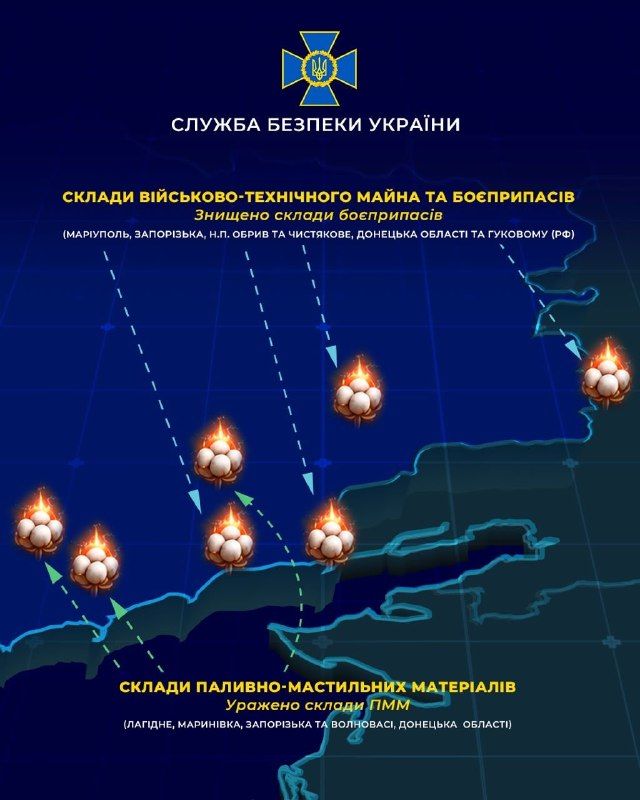 СЛУЖБА БЕЗПЕКИ УКРАЇНИ
СКЛАДИ ВІЙСЬКОВО-ТЕХНІЧНОГО МАЙНА ТА БОЄПРИПАСІВ
Знищено склади боєприпасів
(МАРІУПОЛЬ, ЗАПОРІЗЬКА, Н.П. ОБРИВ ТА ЧИСТЯКОВЕ, ДОНЕЦЬКА ОБЛАСТІ ТА ГУКОВОМУ (РФ)
СКЛАДИ ПАЛИВНО-МАСТИЛЬНИХ МАТЕРІАЛІВ
Уражено склади ПММ
(ЛАГІДНЕ, МАРИНІВКА, ЗАПОРІЗЬКА ТА ВОЛНОВАСІ, ДОНЕЦЬКА ОБЛАСТІ)